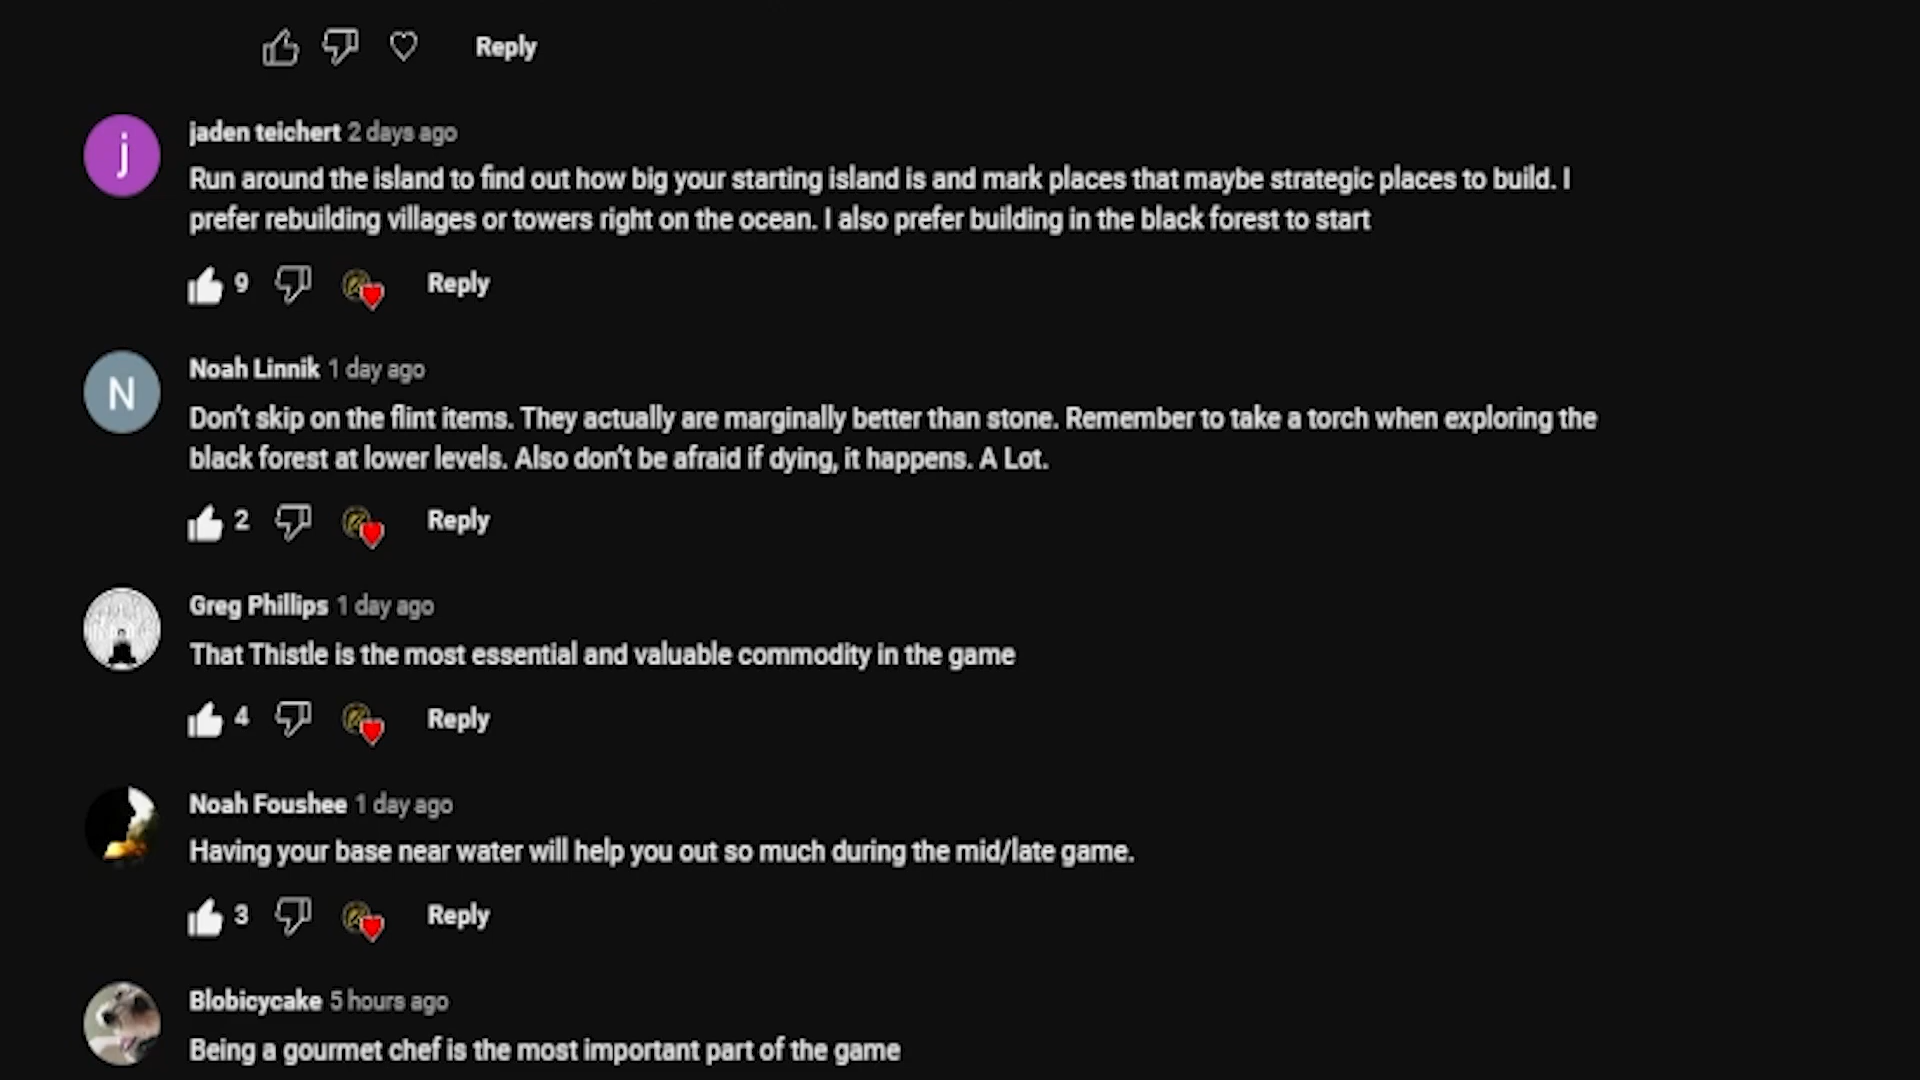 Reply
j
jaden teichert 2 days ago
Run around the island to find out how big your starting island is and mark places that maybe strategic places to build. I
prefer rebuilding villages or towers right on the ocean. I also prefer building in the black forest to start
9 Reply
N
Noah Linnik 1 day ago
Don't skip on the flint items. They actually are marginally better than stone. Remember to take a torch when exploring the
black forest at lower levels. Also don't be afraid if dying, it happens. A Lot.
2 Reply
Greg Phillips 1 day ago
That Thistle is the most essential and valuable commodity in the game
4 Reply
Noah Foushee 1 day ago
Having your base near water will help you out so much during the mid/late game.
3 Reply
Blobicycake 5 hours ago
Being a gourmet chef is the most important part of the game